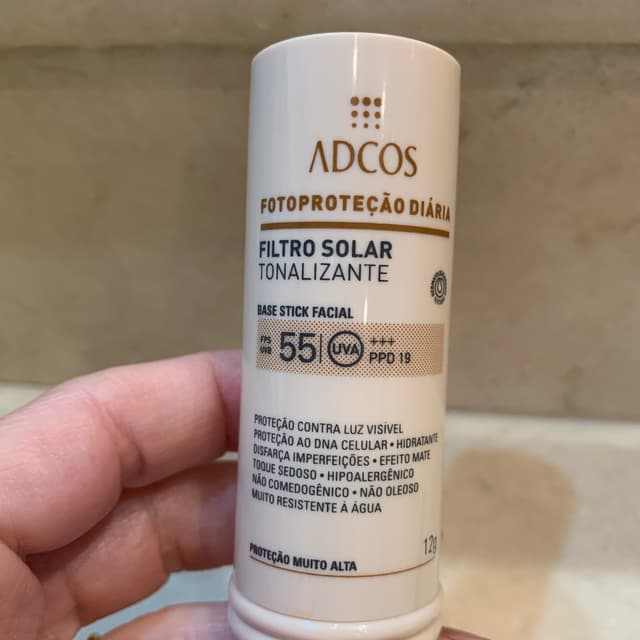 ADCOS
FOTOPROTEÇÃO DIÁRIA
FILTRO SOLAR
TONALIZANTE
BASE STICK FACIAL
FPS UVB 55 UVA +++ PPD 19
PROTEÇÃO CONTRA LUZ VISÍVEL
PROTEÇÃO AO DNA CELULAR • HIDRATANTE
DISFARÇA IMPERFEIÇÕES • EFEITO MATE
TOQUE SEDOSO • HIPOALERGÊNICO
NÃO COMEDOGÊNICO • NÃO OLEOSO
MUITO RESISTENTE À ÁGUA
12g
PROTEÇÃO MUITO ALTA